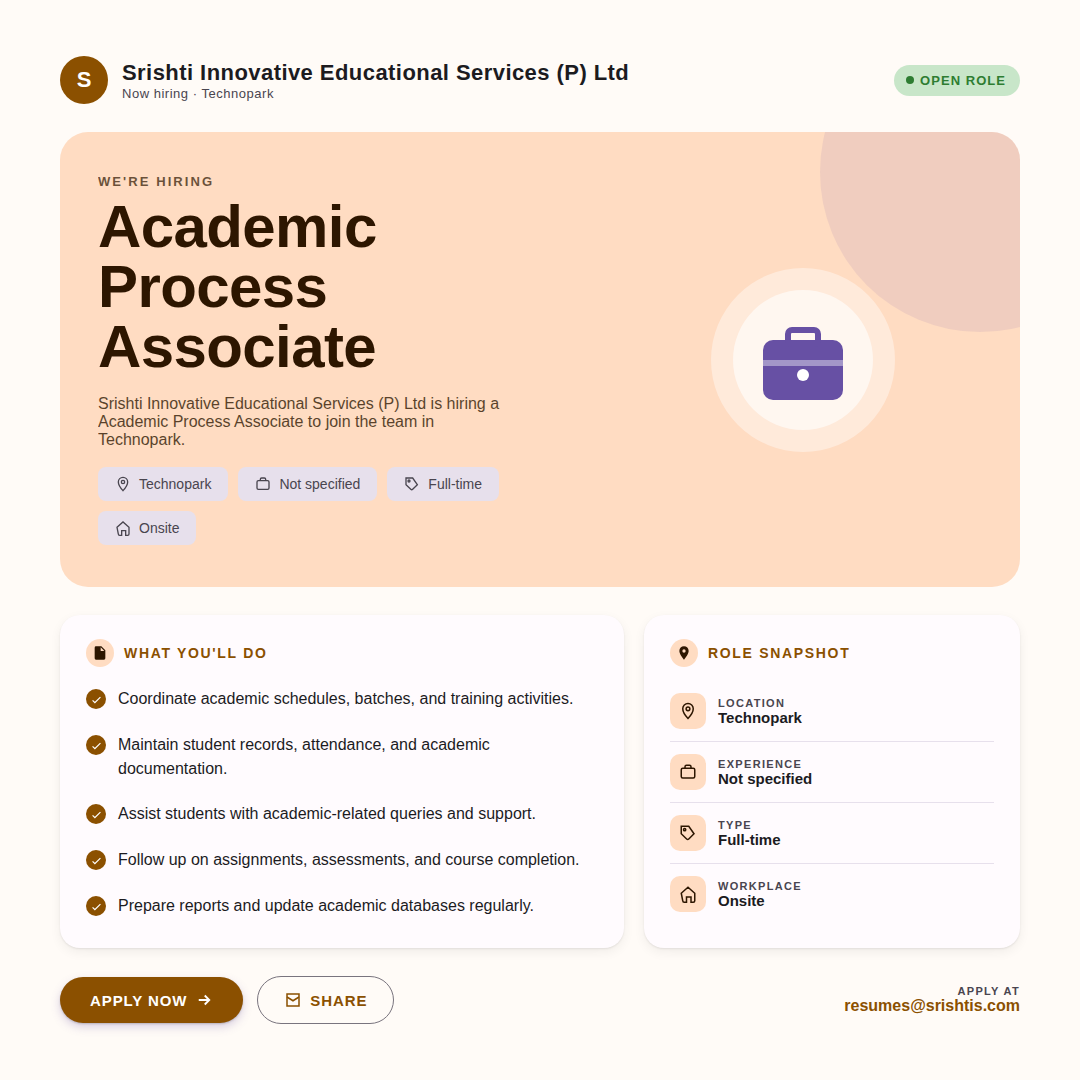 S
Srishti Innovative Educational Services (P) Ltd
Now hiring · Technopark
OPEN ROLE
WE'RE HIRING
Academic
Process
Associate
Srishti Innovative Educational Services (P) Ltd is hiring a
Academic Process Associate to join the team in
Technopark.
Technopark
Not specified
Full-time
Onsite
WHAT YOU'LL DO
Coordinate academic schedules, batches, and training activities.
Maintain student records, attendance, and academic
documentation.
Assist students with academic-related queries and support.
Follow up on assignments, assessments, and course completion.
Prepare reports and update academic databases regularly.
ROLE SNAPSHOT
LOCATION
Technopark
EXPERIENCE
Not specified
TYPE
Full-time
WORKPLACE
Onsite
APPLY NOW
SHARE
APPLY AT
resumes@srishtis.com